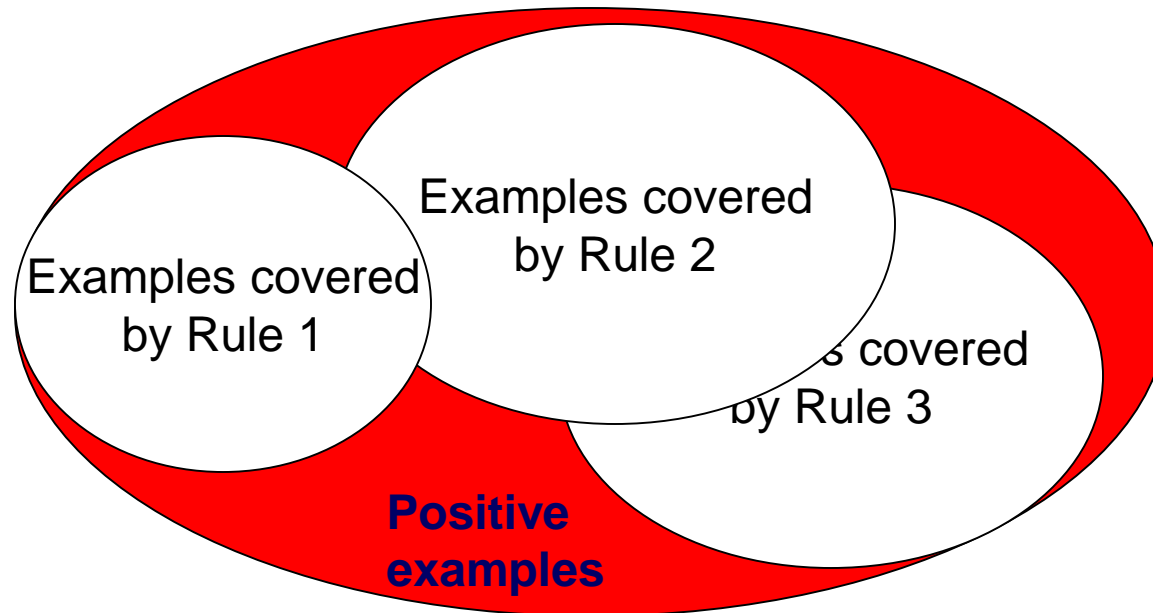 Examples covered
by Rule 2
Examples covered
by Rule 1
covered
by Rule 3
Positive
examples